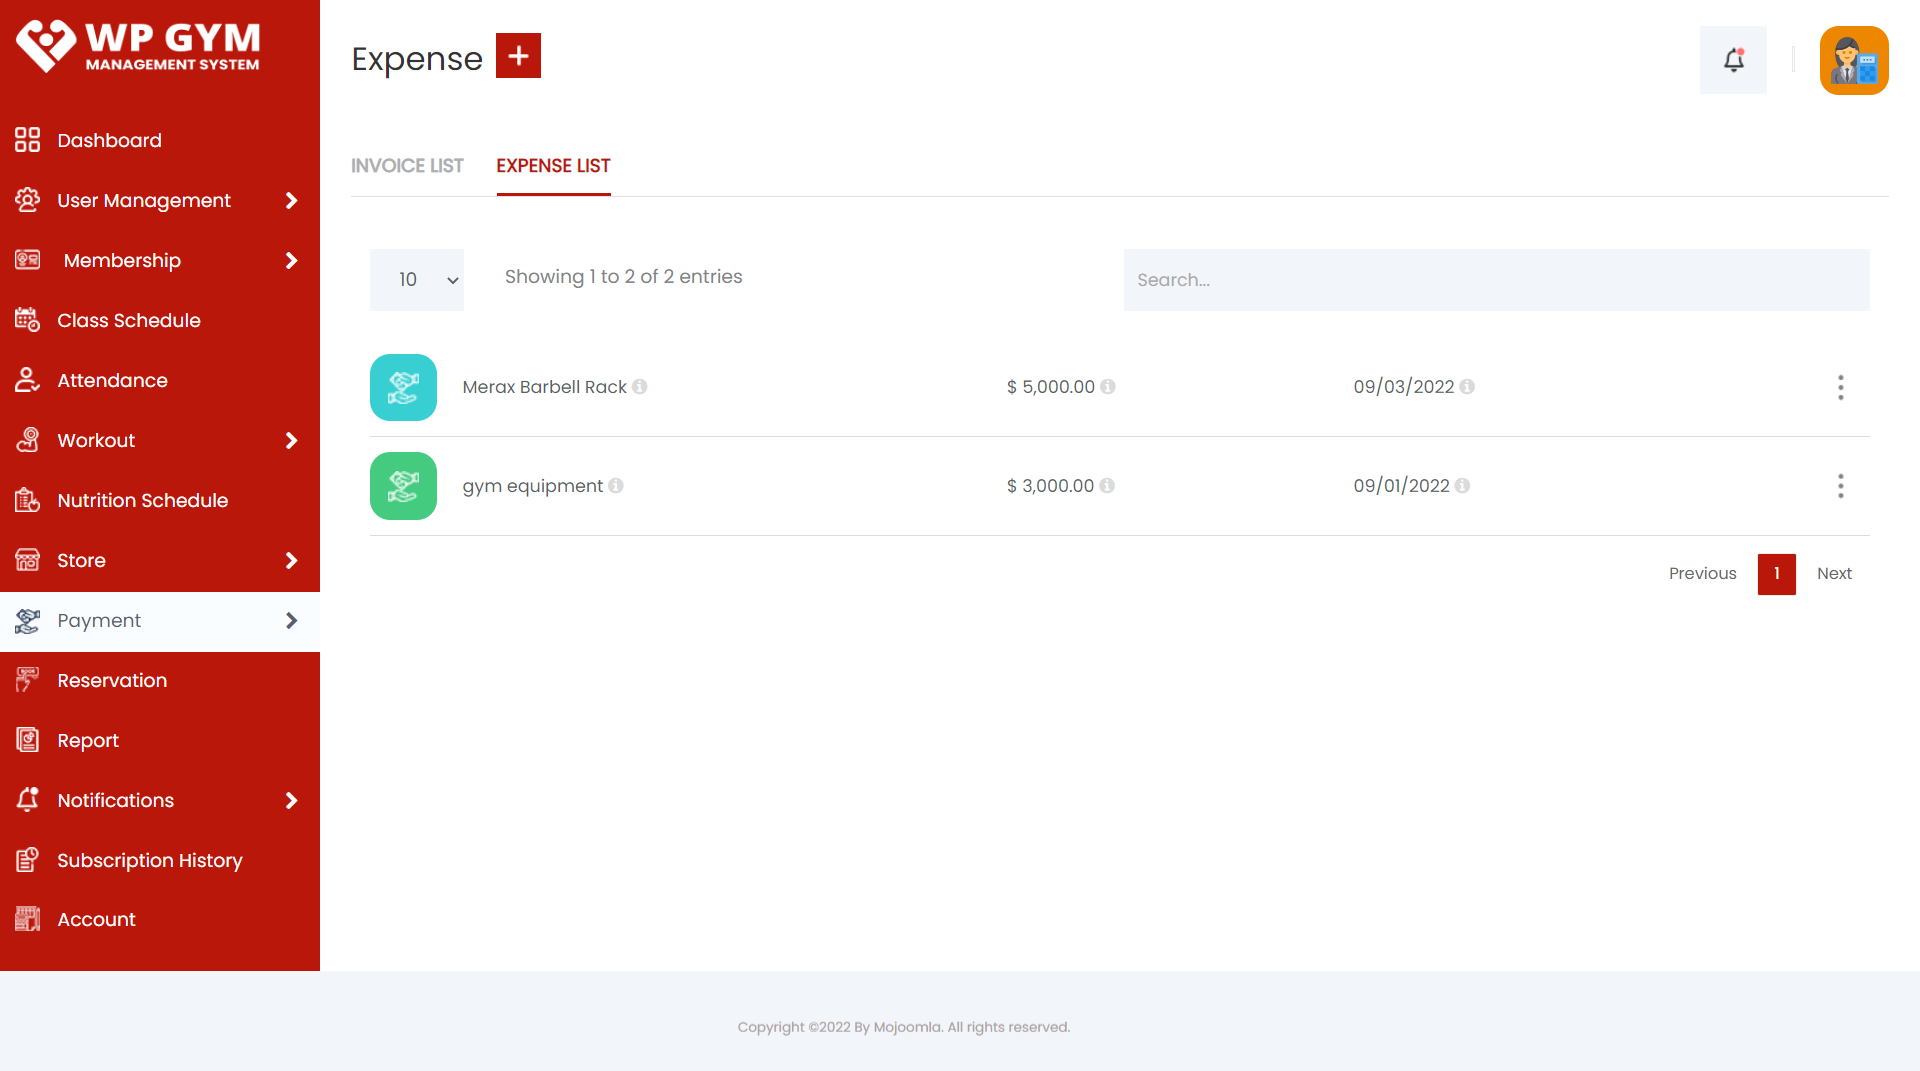 WP GYM
MANAGEMENT SYSTEM
Dashboard
User Management
Membership
Class Schedule
Attendance
Workout
Nutrition Schedule
Store
Payment
Reservation
Report
Notifications
Subscription History
Account
Expense
INVOICE LIST EXPENSE LIST
10 Showing 1 to 2 of 2 entries Search...
Merax Barbell Rack $ 5,000.00 09/03/2022
gym equipment $ 3,000.00 09/01/2022
Previous 1 Next
Copyright ©2022 By Mojoomla. All rights reserved.